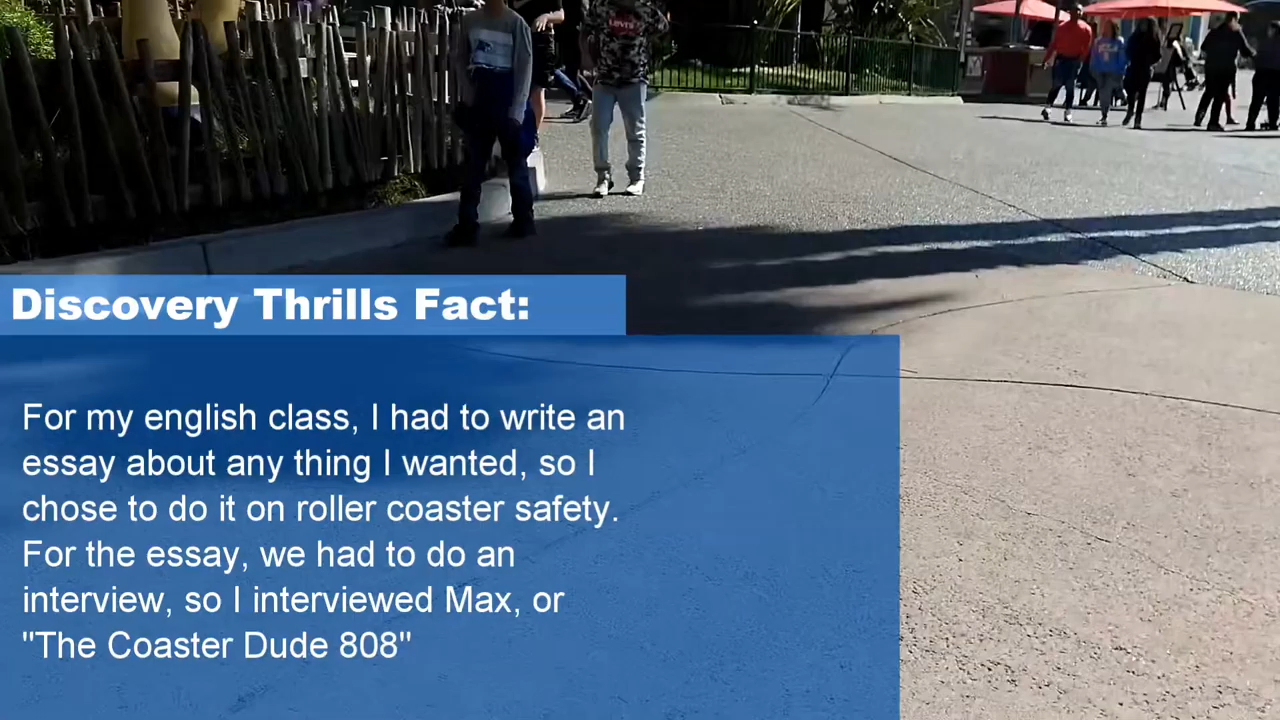 LEVI'S
Discovery Thrills Fact:
For my english class, I had to write an
essay about any thing I wanted, so I
chose to do it on roller coaster safety.
For the essay, we had to do an
interview, so I interviewed Max, or
"The Coaster Dude 808"